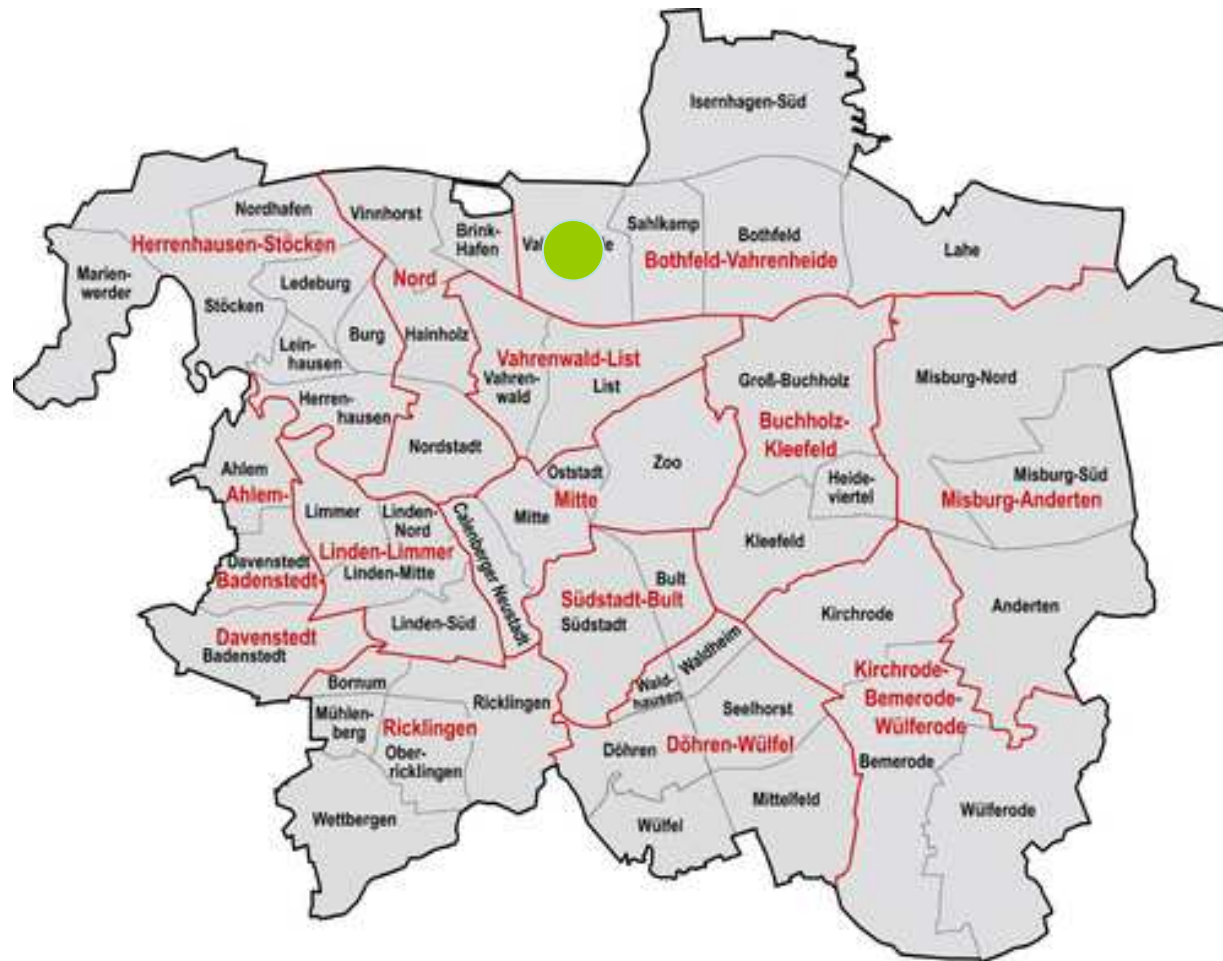 Isernhagen-Süd
Nordhafen
Vinnhorst
Brink-
Hafen
Sahlkamp
Bothfeld
Lahe
Herrenhausen-Stöcken
Bothfeld-Vahrenheide
Marien-
werder
Ledeburg
Nord
Stöcken
Burg
Hainholz
Lein-
hausen
Vahrenwald-List
Vahren-
wald
List
Groß-Buchholz
Misburg-Nord
Herren-
hausen
Buchholz-
Kleefeld
Nordstadt
Oststadt
Zoo
Heide-
viertel
Misburg-Süd
Misburg-Anderten
Ahlem
Ahlem-
Limmer
Linden-
Nord
Calenberger Neustadt
Mitte
Mitte
Kleefeld
Linden-Limmer
Linden-Mitte
Davenstedt
Badenstedt-
Bult
Südstadt-Bult
Südstadt
Kirchrode
Anderten
Linden-Süd
Davenstedt
Badenstedt
Waldheim
Wald-
hausen
Kirchrode-
Bemerode-
Wülferode
Bornum
Ricklingen
Mühlen-
berg
Ricklingen
Seelhorst
Ober-
ricklingen
Döhren
Döhren-Wülfel
Bemerode
Mittelfeld
Wettbergen
Wülfel
Wülferode